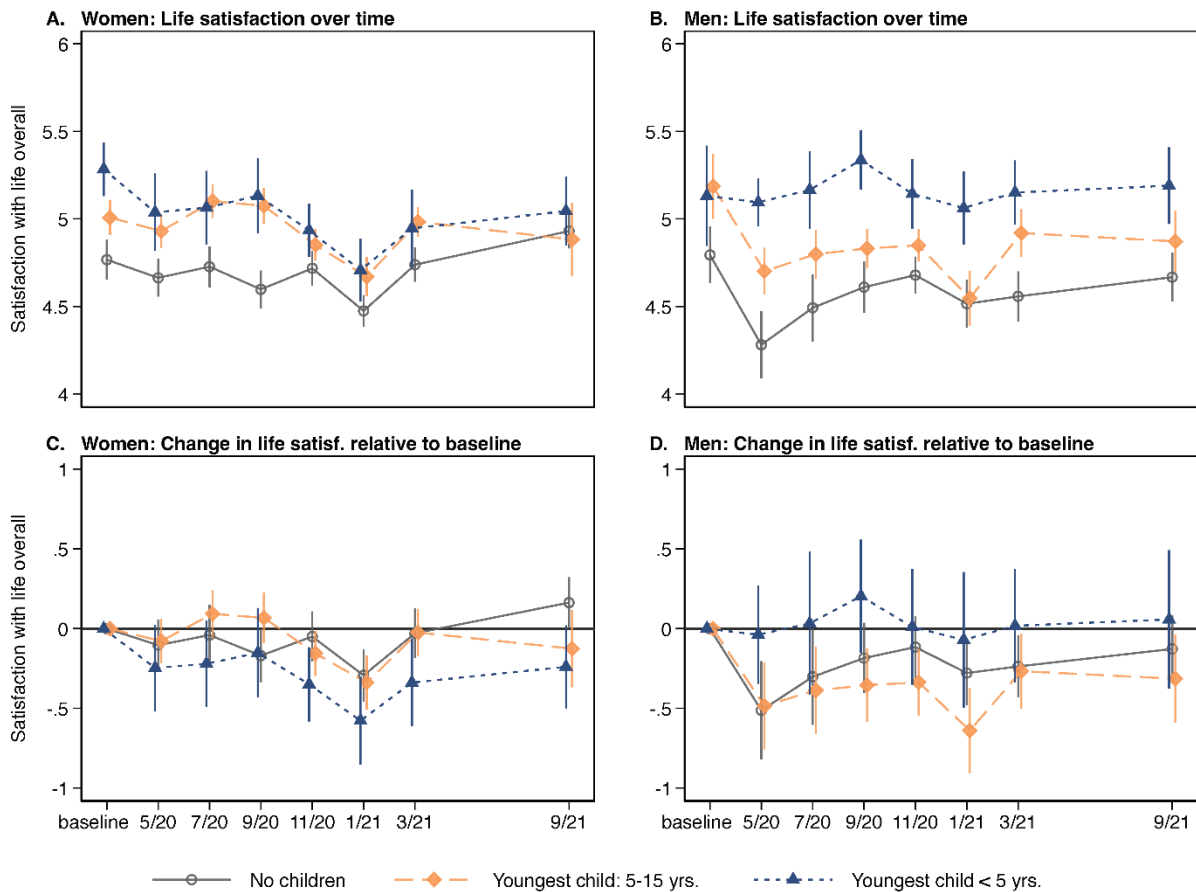 A. Women: Life satisfaction over time
B. Men: Life satisfaction over time
Satisfaction with life overall
6
5.5
5
4.5
4
6
5.5
5
4.5
4
C. Women: Change in life satisf. relative to baseline
D. Men: Change in life satisf. relative to baseline
Satisfaction with life overall
1
.5
0
-.5
-1
1
.5
0
-.5
-1
baseline 5/20 7/20 9/20 11/20 1/21 3/21 9/21
baseline 5/20 7/20 9/20 11/20 1/21 3/21 9/21
No children Youngest child: 5-15 yrs. Youngest child < 5 yrs.